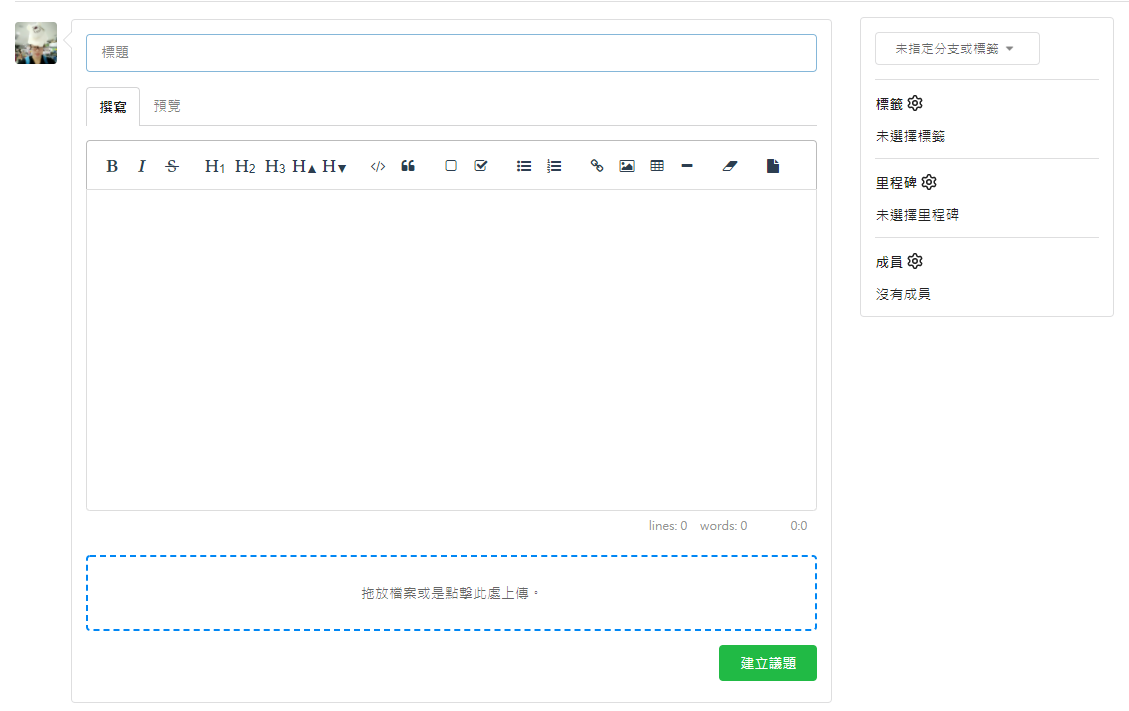 標題
撰寫 預覽
B I S H1 H2 H3 H▲ H▼
lines: 0 words: 0 0:0
拖放檔案或是點擊此處上傳。
建立議題
未指定分支或標籤
標籤
未選擇標籤
里程碑
未選擇里程碑
成員
沒有成員